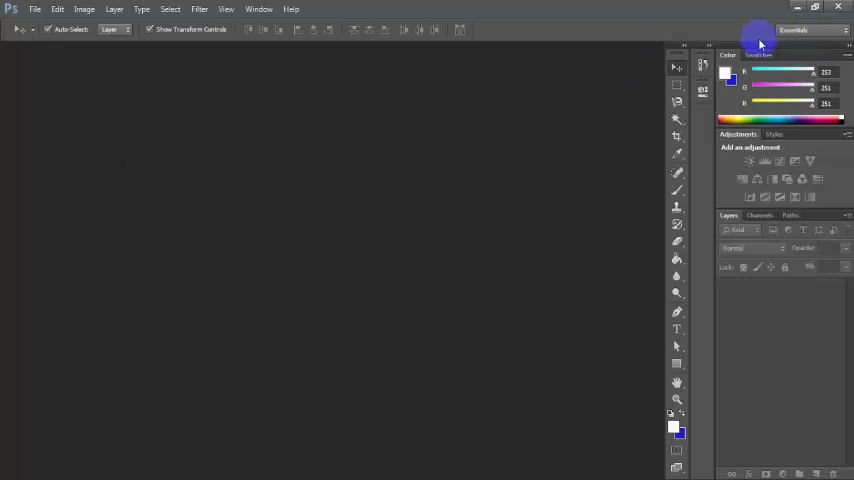 Ps File Edit Image Layer Type Select Filter View Window Help
Auto-Select: Layer Show Transform Controls Essentials
Color Swatches
R 253
G 251
B 251
Adjustments Styles
Add an adjustment
Layers Channels Paths
Kind
Normal Opacity:
Lock: Fill: